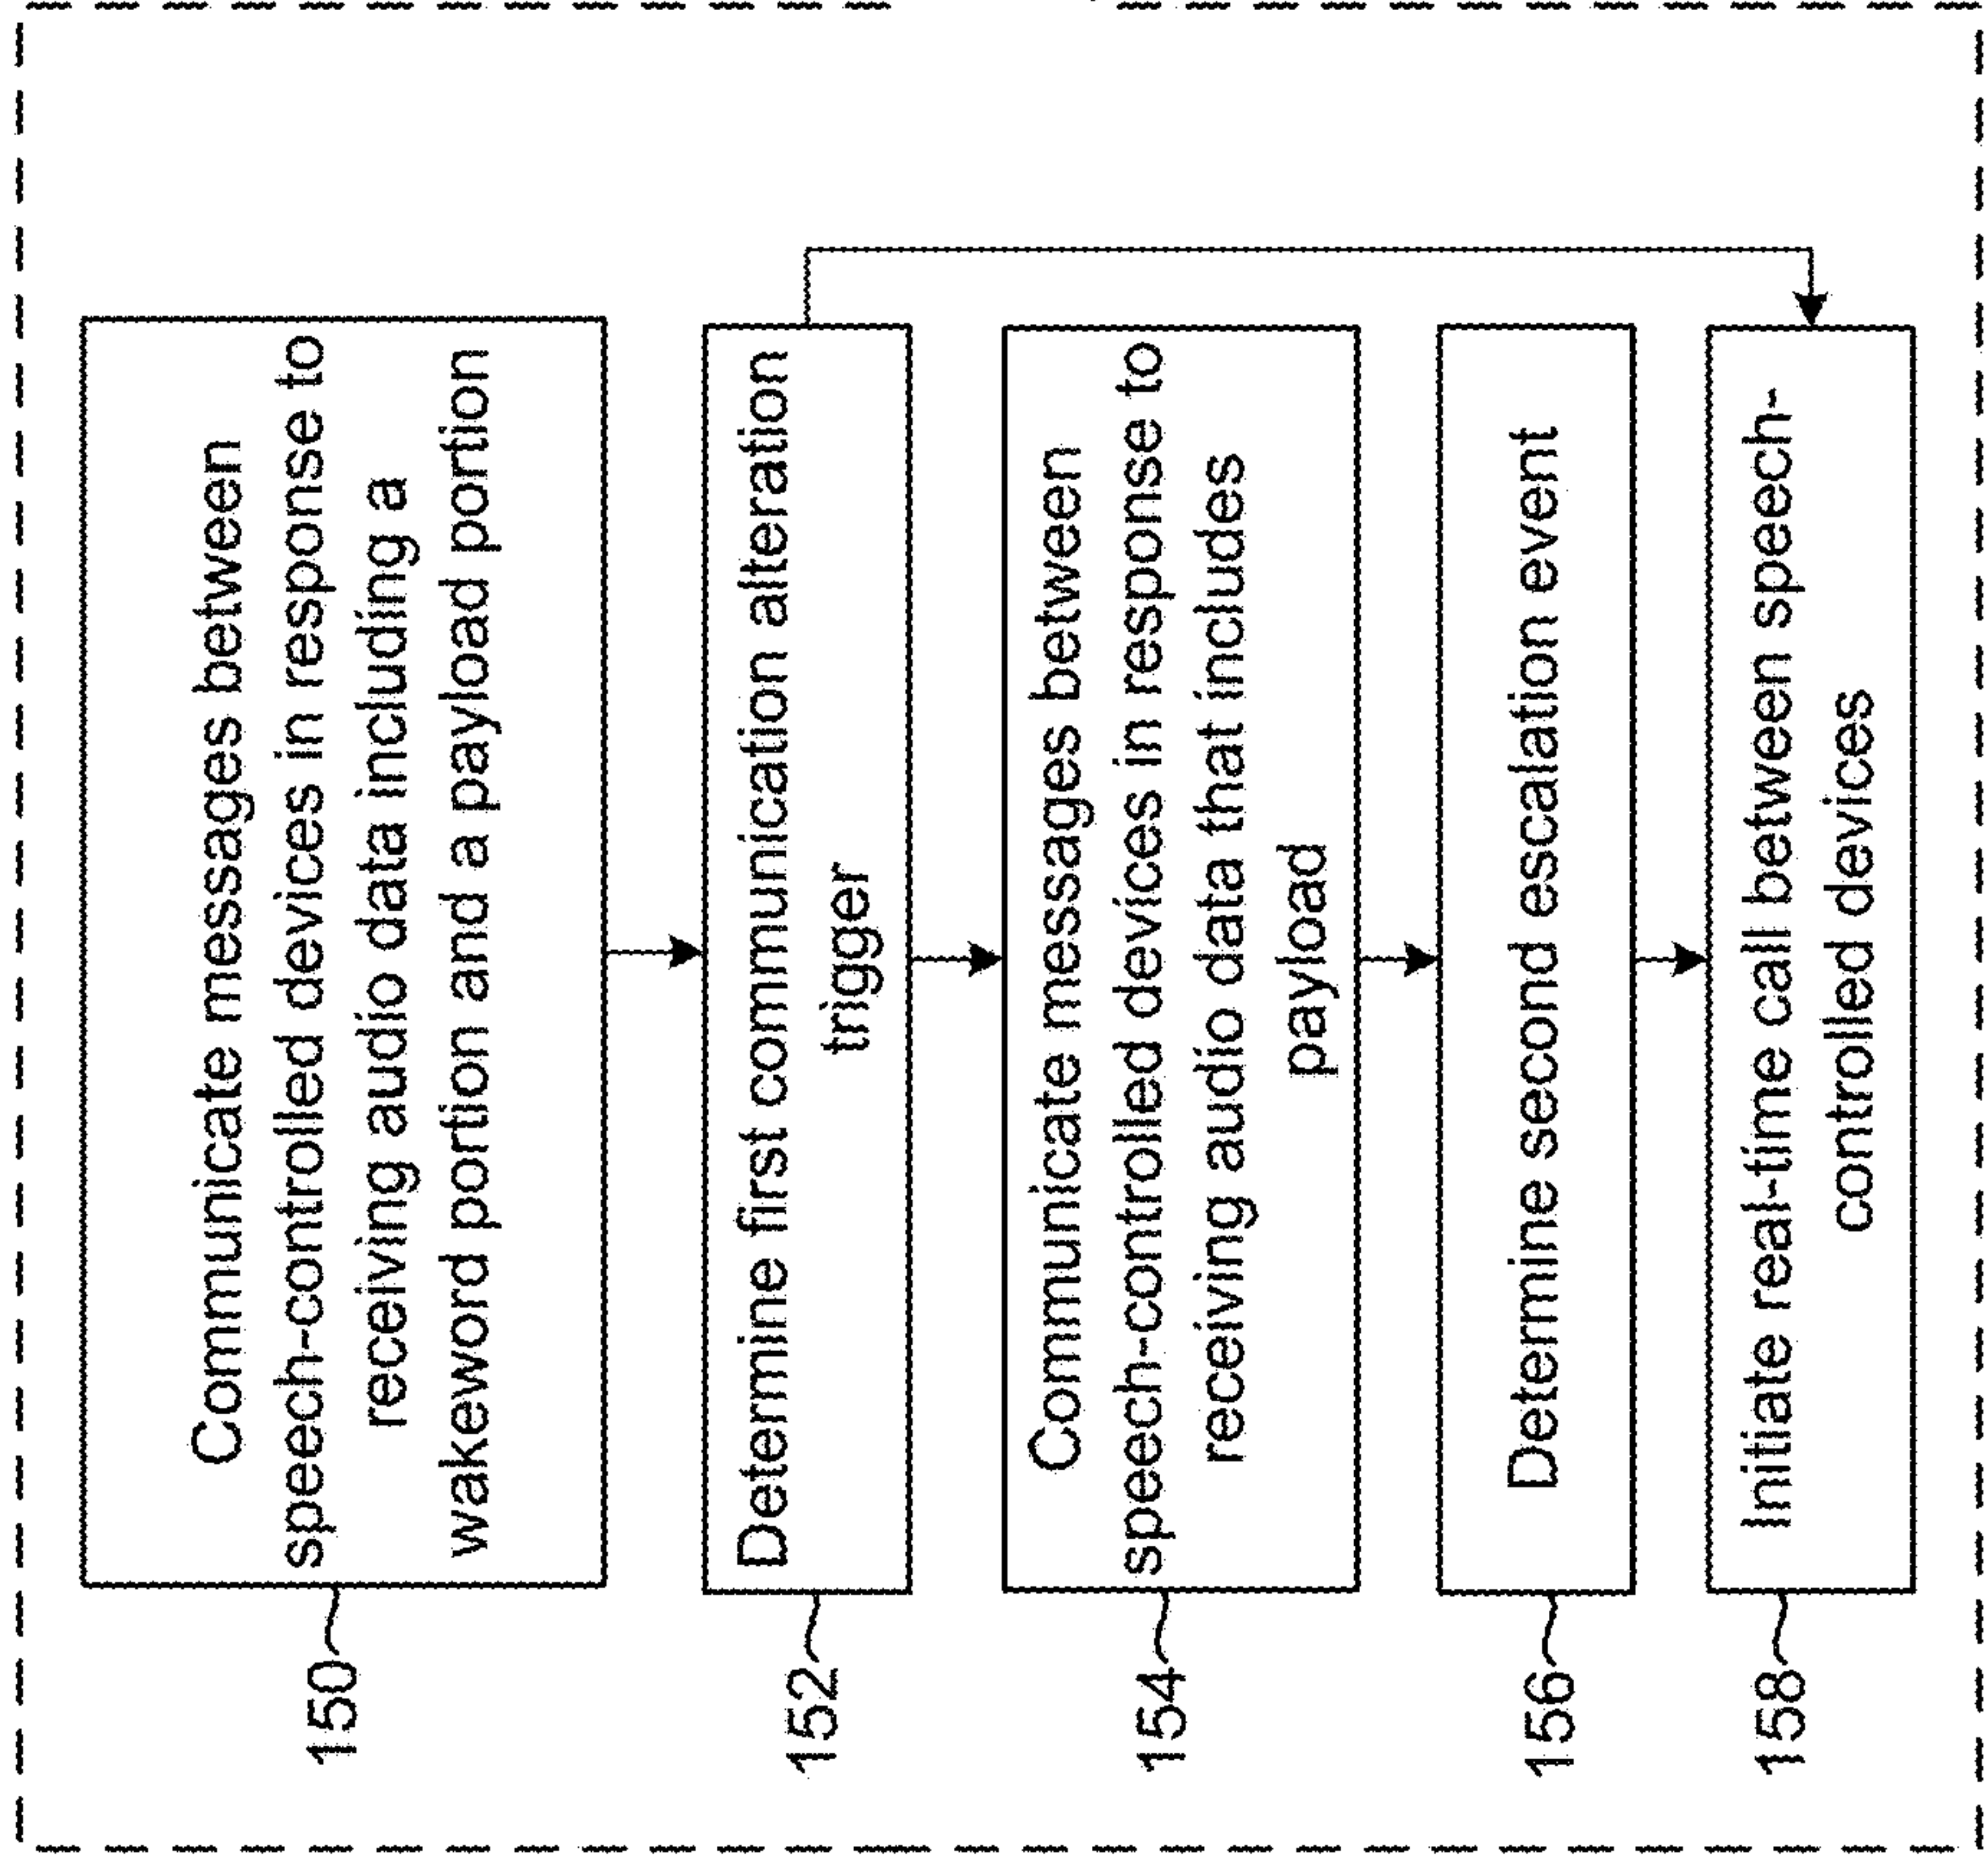 150
Communicate messages between
speech-controlled devices in response to
receiving audio data including a
wakeword portion and a payload portion
152
Determine first communication alteration
trigger
154
Communicate messages between
speech-controlled devices in response to
receiving audio data that includes
payload
156
Determine second escalation event
158
Initiate real-time call between speech-
controlled devices